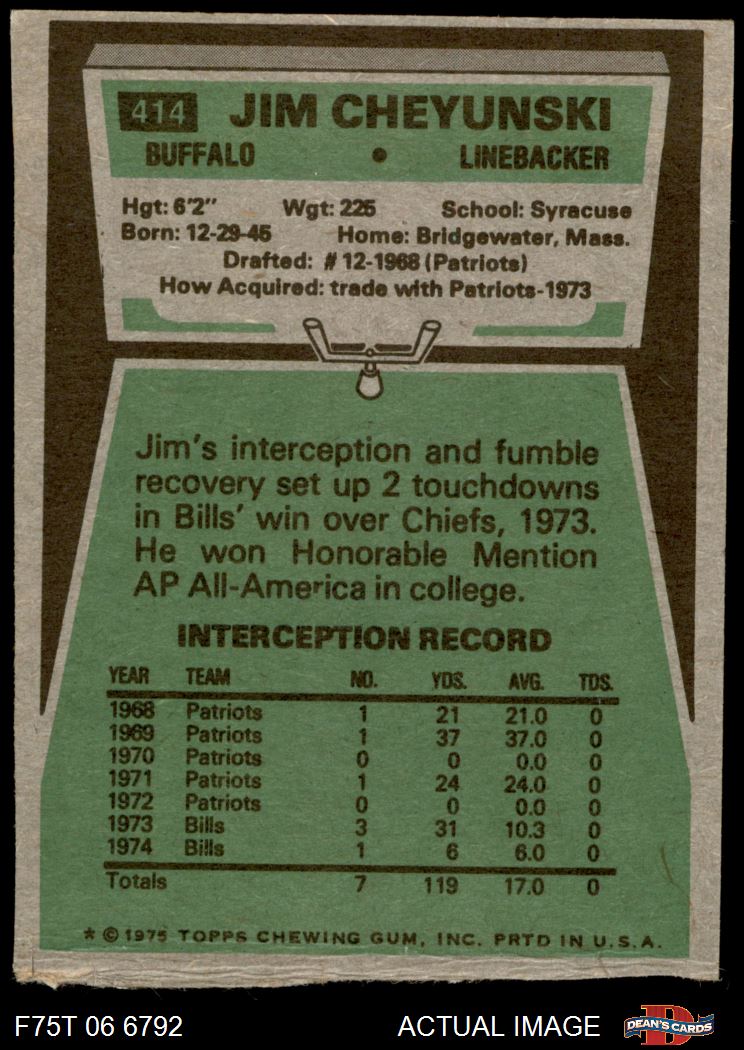 414 JIM CHEYUNSKI
BUFFALO • LINEBACKER
Hgt: 6'2" Wgt: 225 School: Syracuse
Born: 12-29-45 Home: Bridgewater, Mass.
Drafted: #12-1968 (Patriots)
How Acquired: trade with Patriots-1973
Jim's interception and fumble
recovery set up 2 touchdowns
in Bills' win over Chiefs, 1973.
He won Honorable Mention
AP All-America in college.
INTERCEPTION RECORD
YEAR TEAM NO. YDS. AVG. TDS.
1968 Patriots 1 21 21.0 0
1969 Patriots 1 37 37.0 0
1970 Patriots 0 0 0.0 0
1971 Patriots 1 24 24.0 0
1972 Patriots 0 0 0.0 0
1973 Bills 3 31 10.3 0
1974 Bills 1 6 6.0 0
Totals 7 119 17.0 0
* © 1975 TOPPS CHEWING GUM, INC. PRTD IN U.S.A.
F75T 06 6792 ACTUAL IMAGE D DEAN'S CARDS